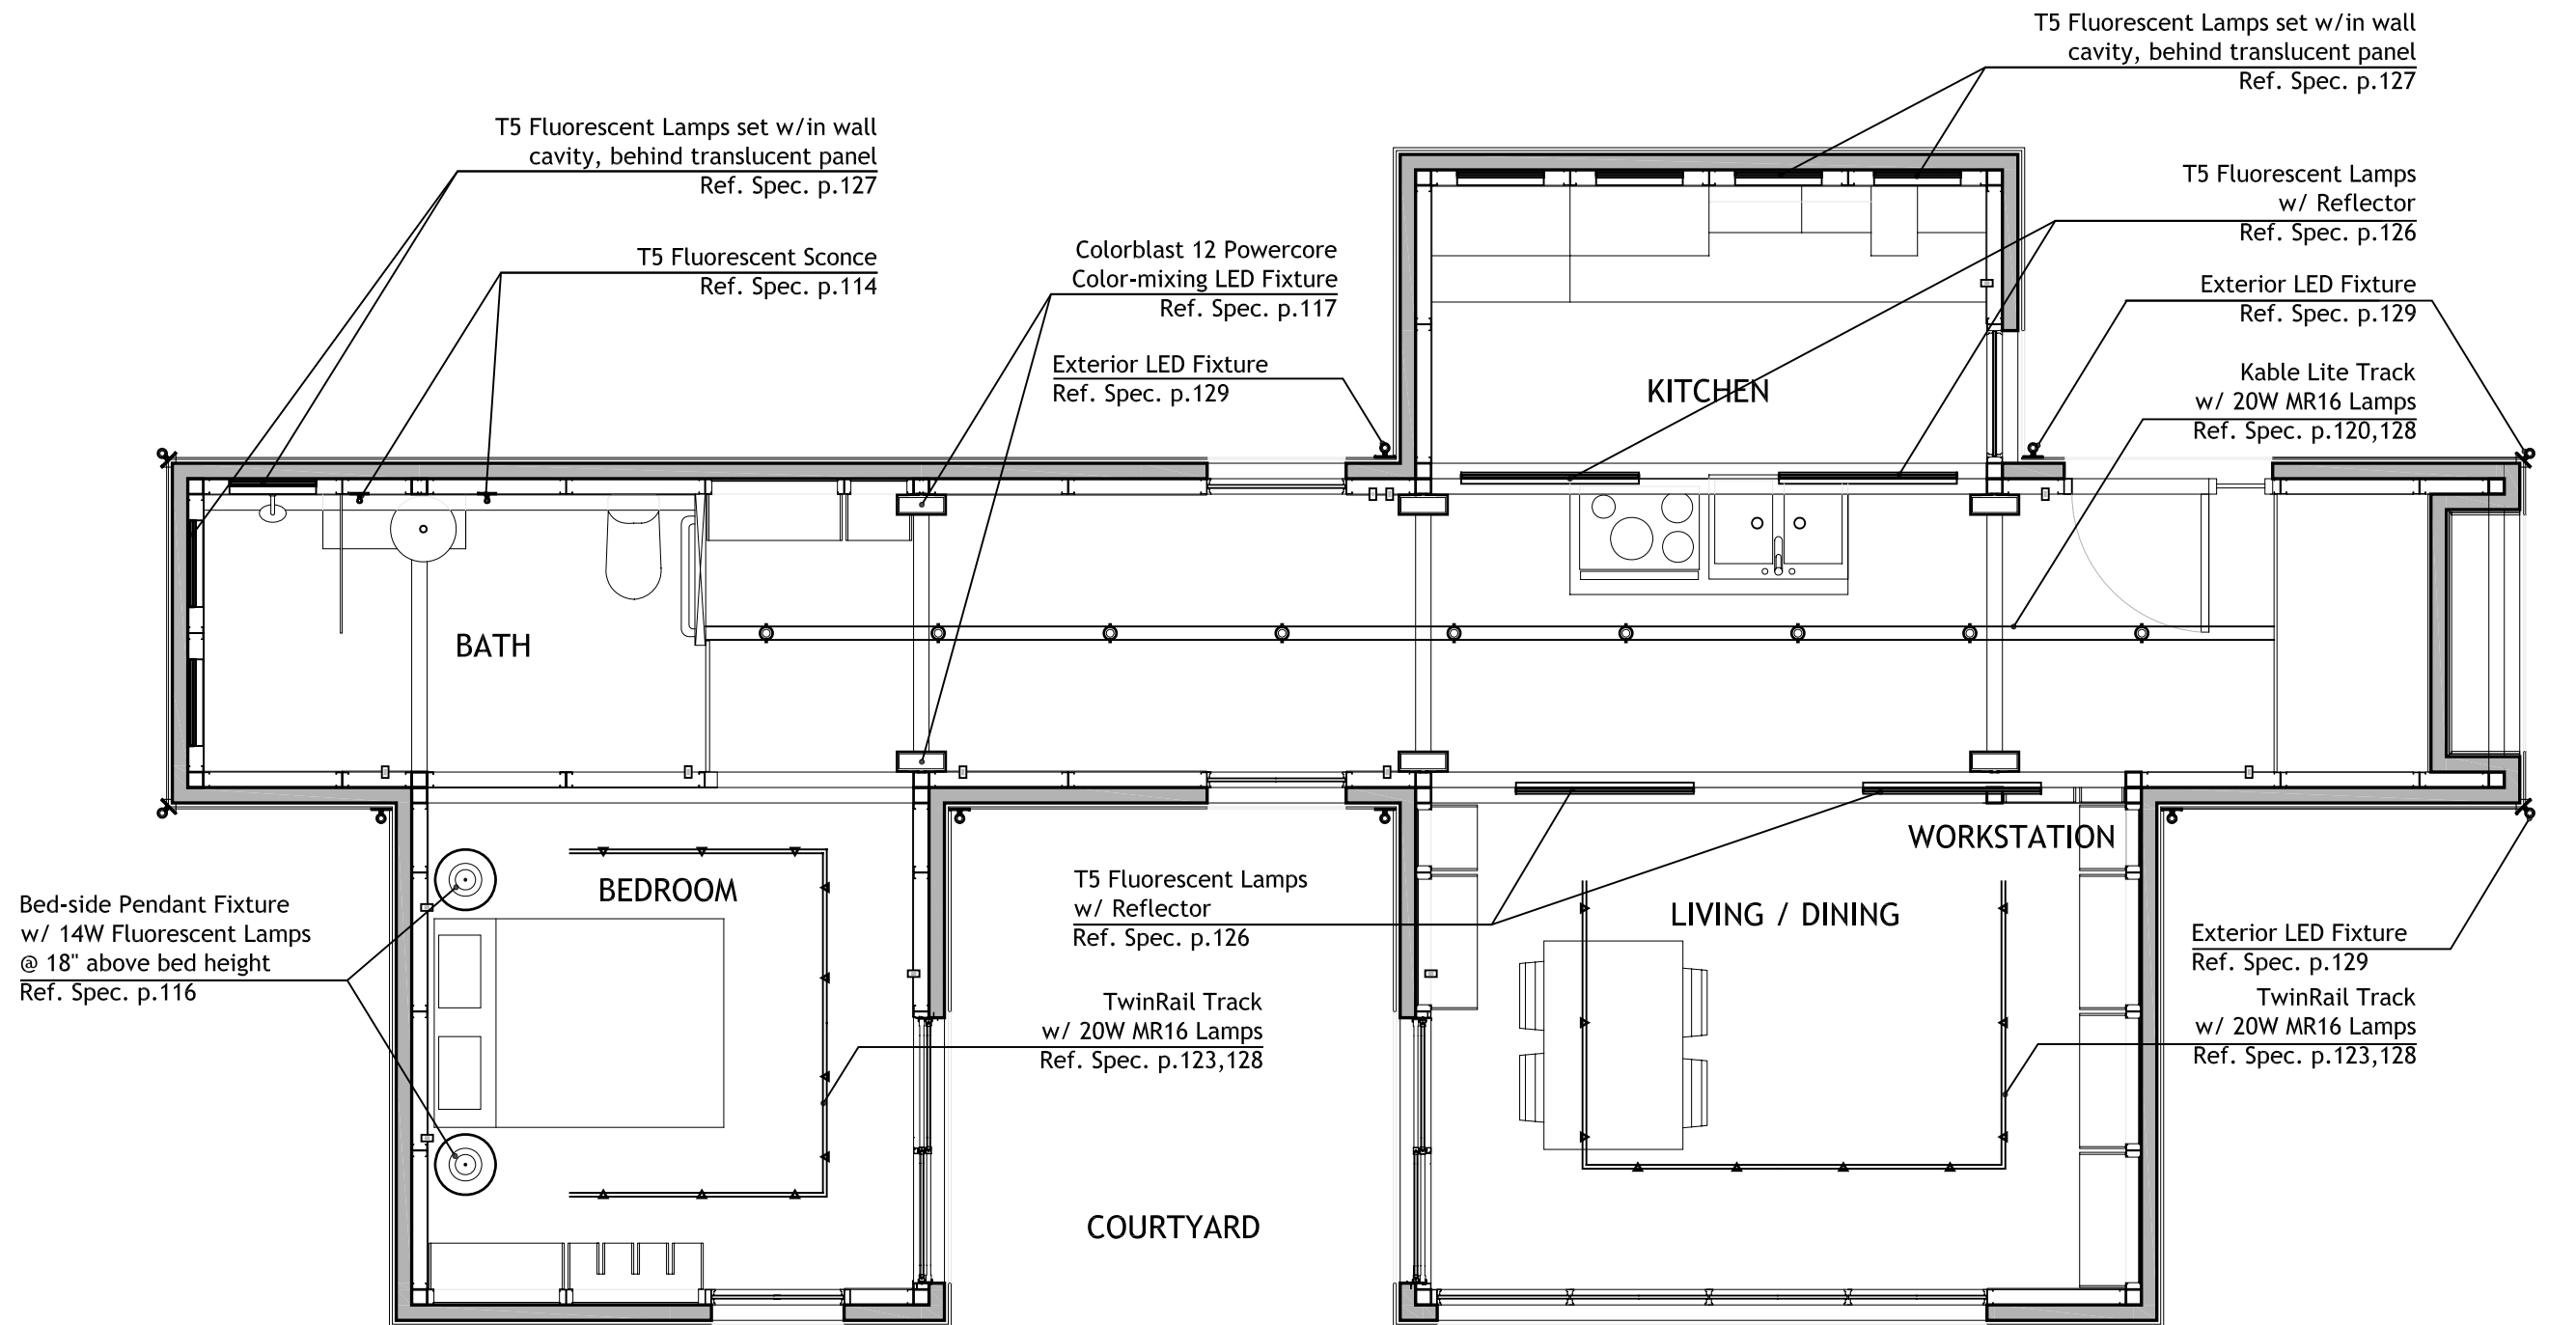 T5 Fluorescent Lamps set w/in wall
cavity, behind translucent panel
Ref. Spec. p.127
T5 Fluorescent Lamps set w/in wall
cavity, behind translucent panel
Ref. Spec. p.127
T5 Fluorescent Lamps
w/ Reflector
Ref. Spec. p.126
T5 Fluorescent Sconce
Ref. Spec. p.114
Colorblast 12 Powercore
Color-mixing LED Fixture
Ref. Spec. p.117
Exterior LED Fixture
Ref. Spec. p.129
Exterior LED Fixture
Ref. Spec. p.129
Kable Lite Track
w/ 20W MR16 Lamps
Ref. Spec. p.120,128
KITCHEN
BATH
WORKSTATION
BEDROOM
LIVING / DINING
T5 Fluorescent Lamps
w/ Reflector
Ref. Spec. p.126
Bed-side Pendant Fixture
w/ 14W Fluorescent Lamps
@ 18" above bed height
Ref. Spec. p.116
Exterior LED Fixture
Ref. Spec. p.129
TwinRail Track
w/ 20W MR16 Lamps
Ref. Spec. p.123,128
TwinRail Track
w/ 20W MR16 Lamps
Ref. Spec. p.123,128
COURTYARD